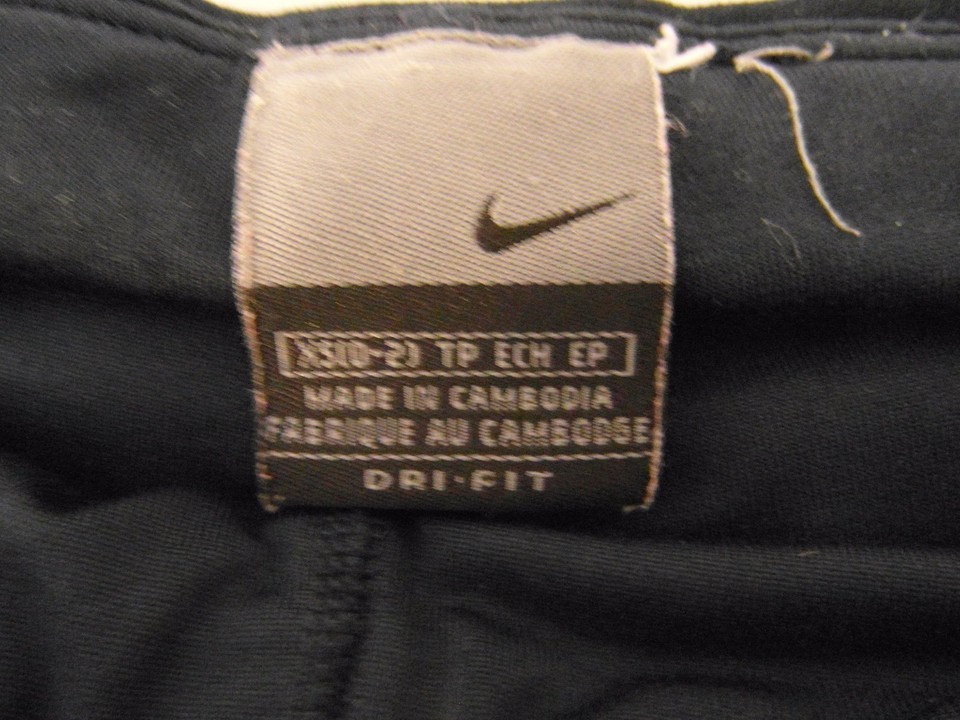 XS(0-2) TP ECH EP
MADE IN CAMBODIA
FABRIQUE AU CAMBODGE
DRI-FIT